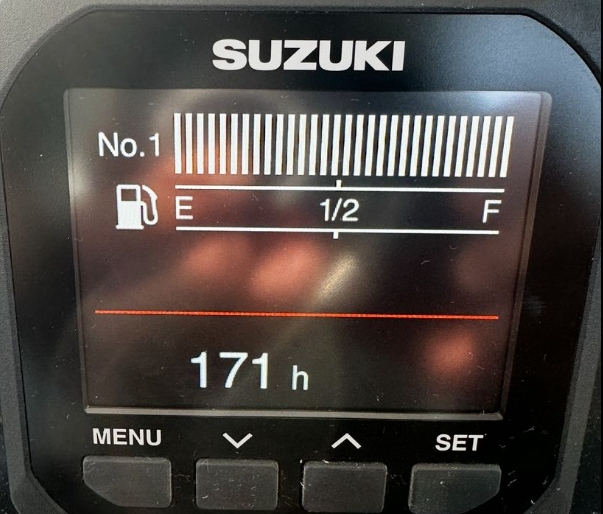 SUZUKI
No.1
E 1/2 F
171 h
MENU SET